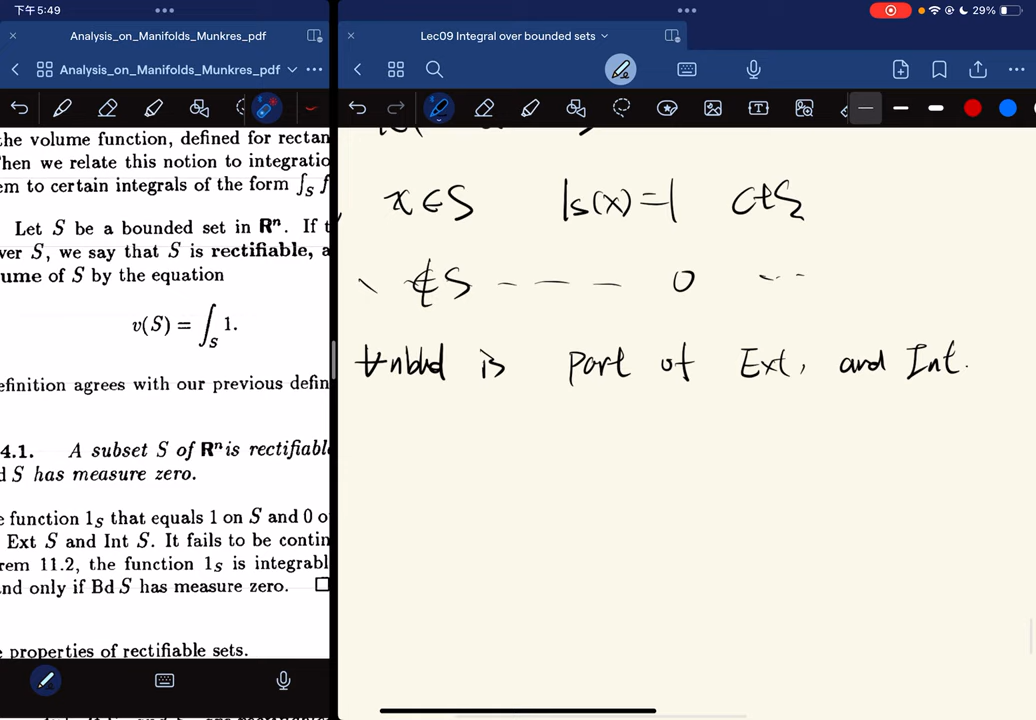 下午5:49
29%
Analysis_on_Manifolds_Munkres_pdf
Lec09 Integral over bounded sets
Analysis_on_Manifolds_Munkres_pdf
the volume function, defined for rectan
hen we relate this notion to integratio
em to certain integrals of the form ∫S f
Let S be a bounded set in Rⁿ. If t
ver S, we say that S is rectifiable, a
ume of S by the equation
v(S) = ∫S 1.
efinition agrees with our previous defin
4.1. A subset S of Rⁿ is rectifiabl
d S has measure zero.
e function 1S that equals 1 on S and 0 o
Ext S and Int S. It fails to be contin
rem 11.2, the function 1S is integrabl
and only if Bd S has measure zero. □
e properties of rectifiable sets.
x ∈ S 1s(x) = 1 cts
∉ S - - - 0 ...
∀nbhd is part of Ext, and Int.